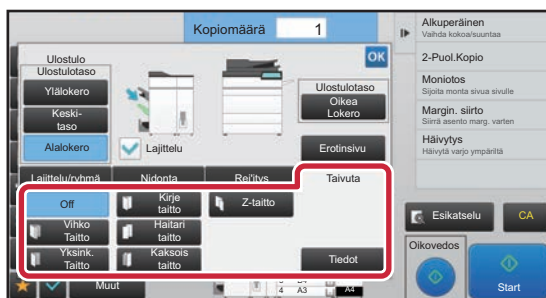 Kopiomäärä 1
Ulostulo
OK
Ulostulotaso
Ylälokero
Keski-
taso
Alalokero
Lajittelu
Ulostulotaso
Oikea
Lokero
Erotinsivu
Lajittelu/ryhmä
Nidonta
Rei'itys
Taivuta
Off
Kirje
taitto
Z-taitto
Vihko
Taitto
Haitari
taitto
Yksink.
Taitto
Kaksois
taitto
Tiedot
Muut
4 A3
A4
Alkuperäinen
Vaihda kokoa/suuntaa
2-Puol.Kopio
Moniotos
Sijoita monta sivua sivulle
Margin. siirto
Siirrä asento marg. varten
Häivytys
Häivytä varjo ympäriltä
Esikatselu
CA
Oikovedos
Start